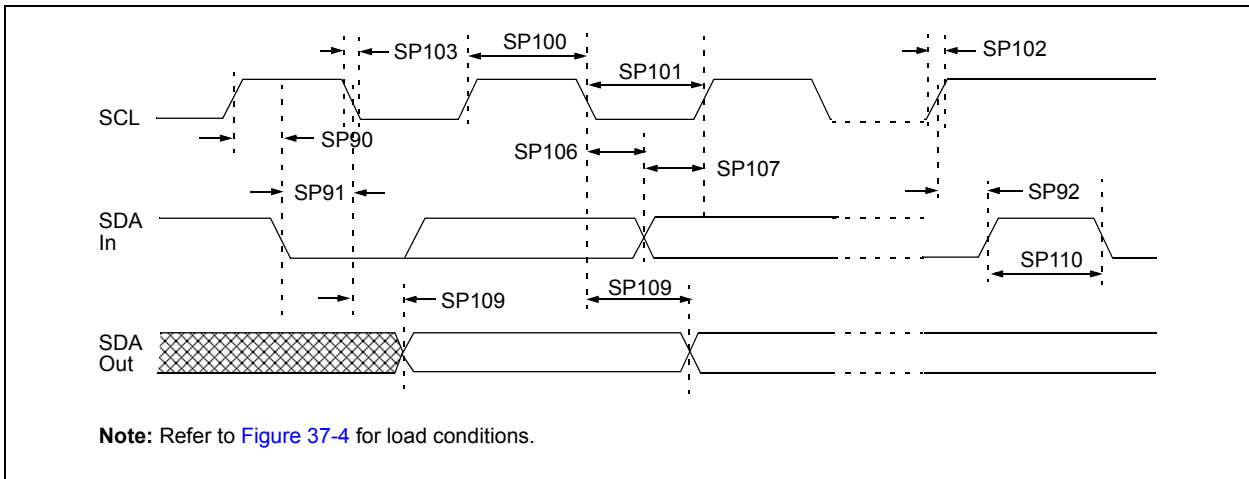 SP103
SP100
SP102
SP101
SCL
SP90
SP106
SP107
SP91
SP92
SDA
In
SP110
SP109
SP109
SDA
Out
Note: Refer to Figure 37-4 for load conditions.